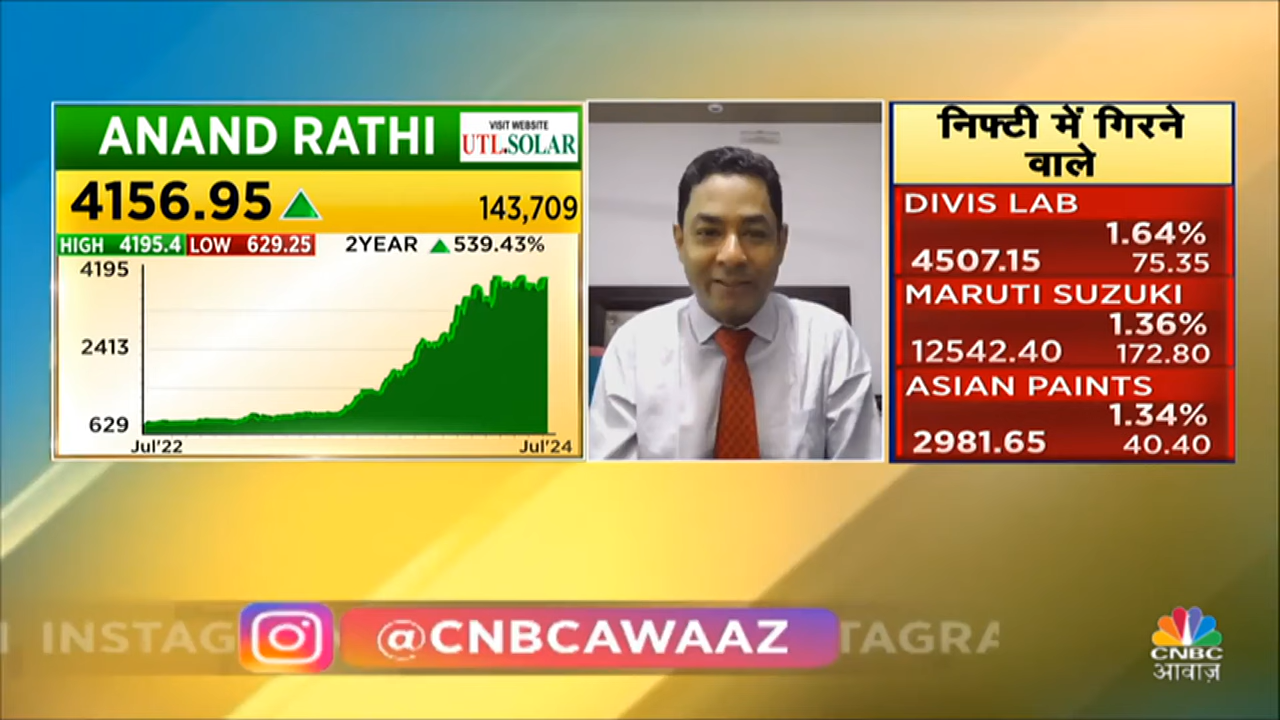 ANAND RATHI
VISIT WEBSITE
UTL.SOLAR
4156.95
143,709
HIGH 4195.4 LOW 629.25 2YEAR 539.43%
4195
2413
629
Jul'22 Jul'24
निफ्टी में गिरने
वाले
DIVIS LAB
1.64%
4507.15 75.35
MARUTI SUZUKI
1.36%
12542.40 172.80
ASIAN PAINTS
1.34%
2981.65 40.40
INSTAG @CNBCAWAAZ TAGRA
CNBC
आवाज़